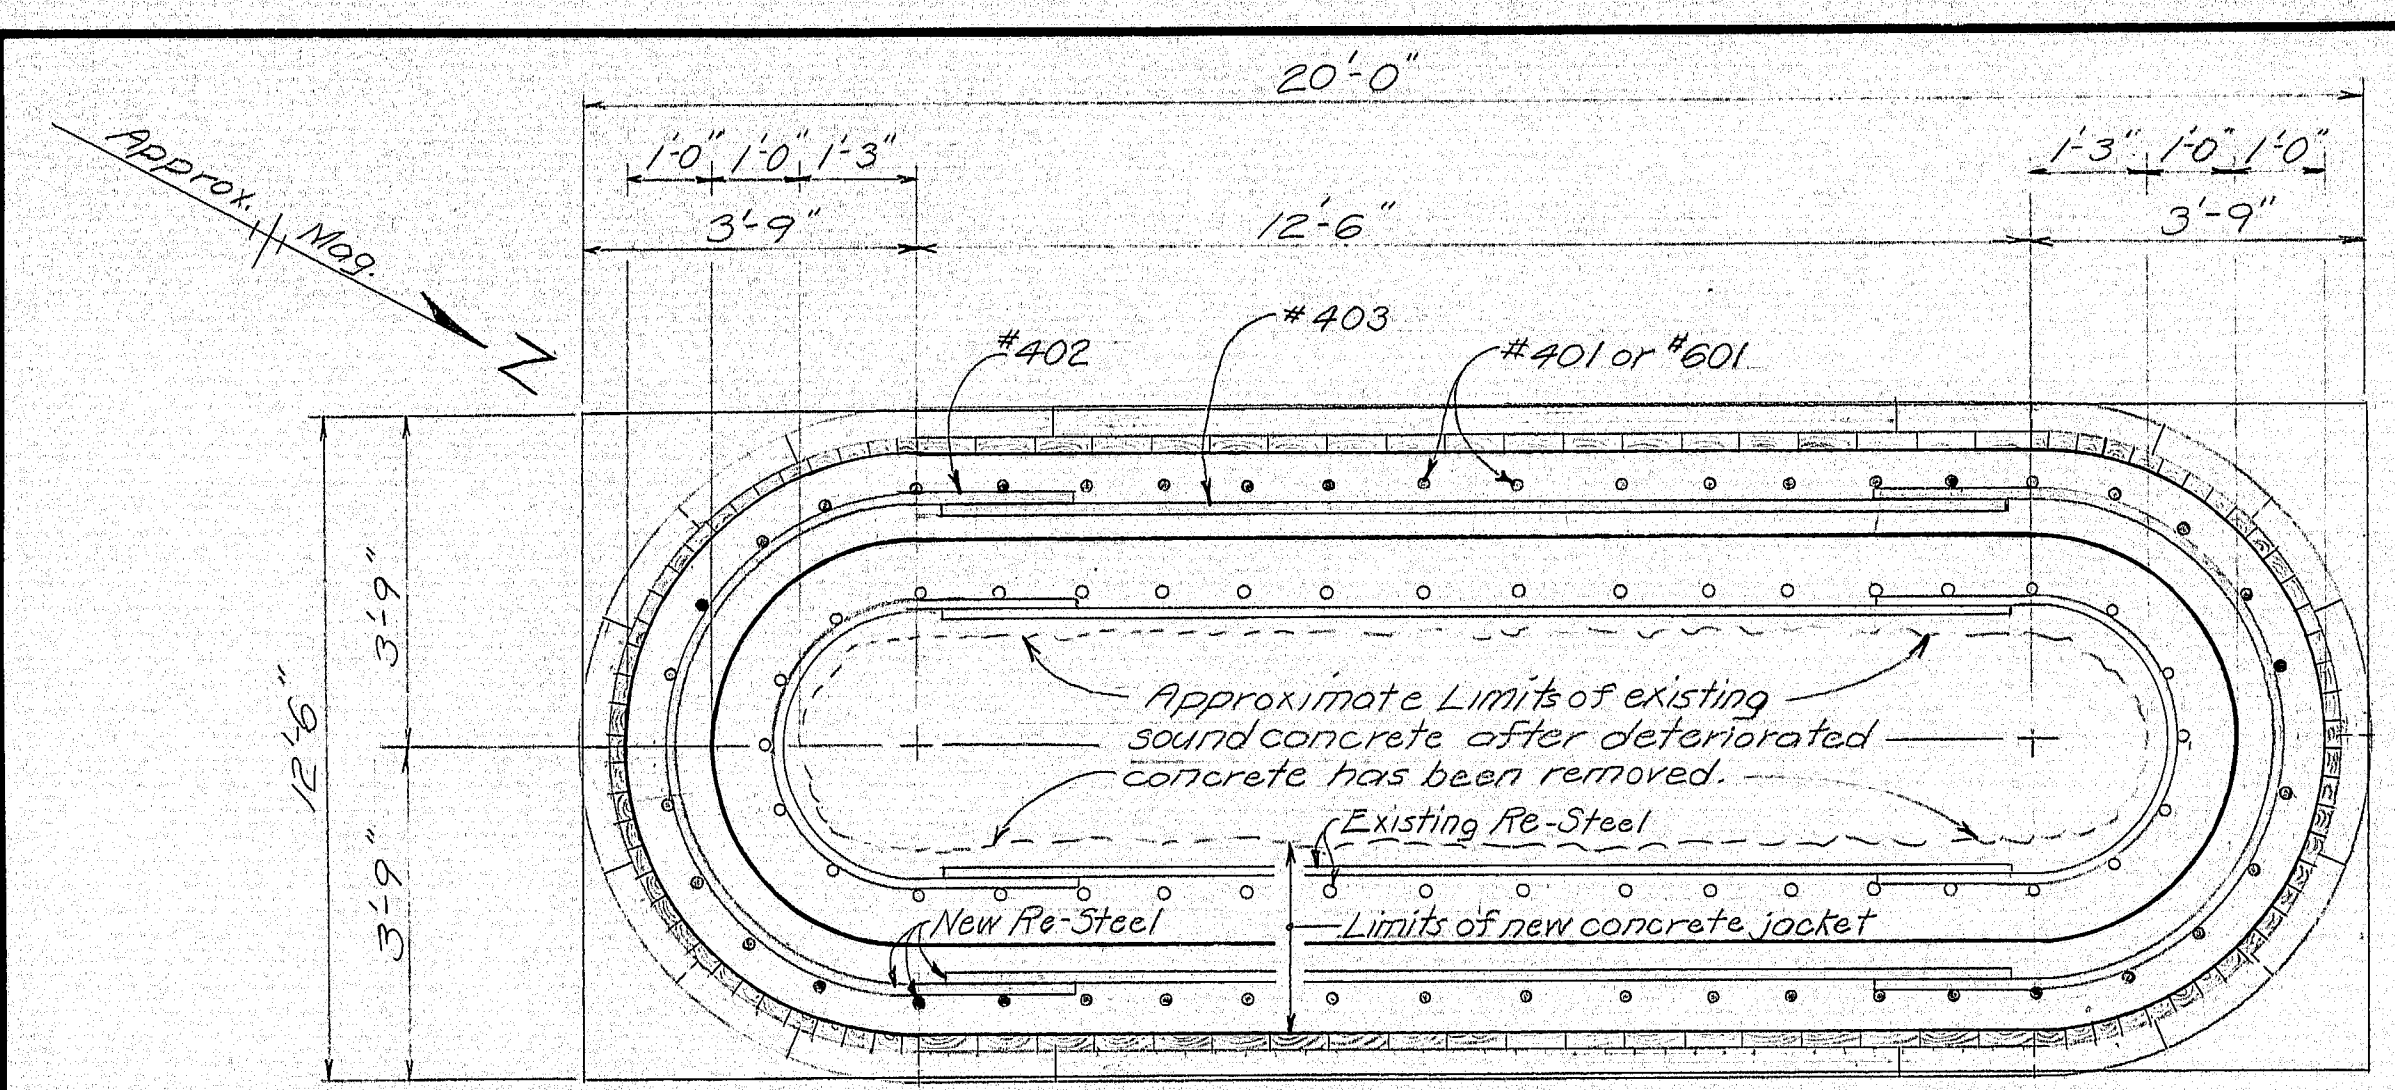 20'-0"
1'-0" 1'-0" 1'-3"
1'-3" 1'-0" 1'-0"
3'-9"
12'-6"
3'-9"
Approx. Mag.
N
#402
#403
#401 or #601
12'-6"
3'-9"
3'-9"
Approximate Limits of existing
sound concrete after deteriorated
concrete has been removed.
Existing Re-Steel
New Re-Steel
Limits of new concrete jacket